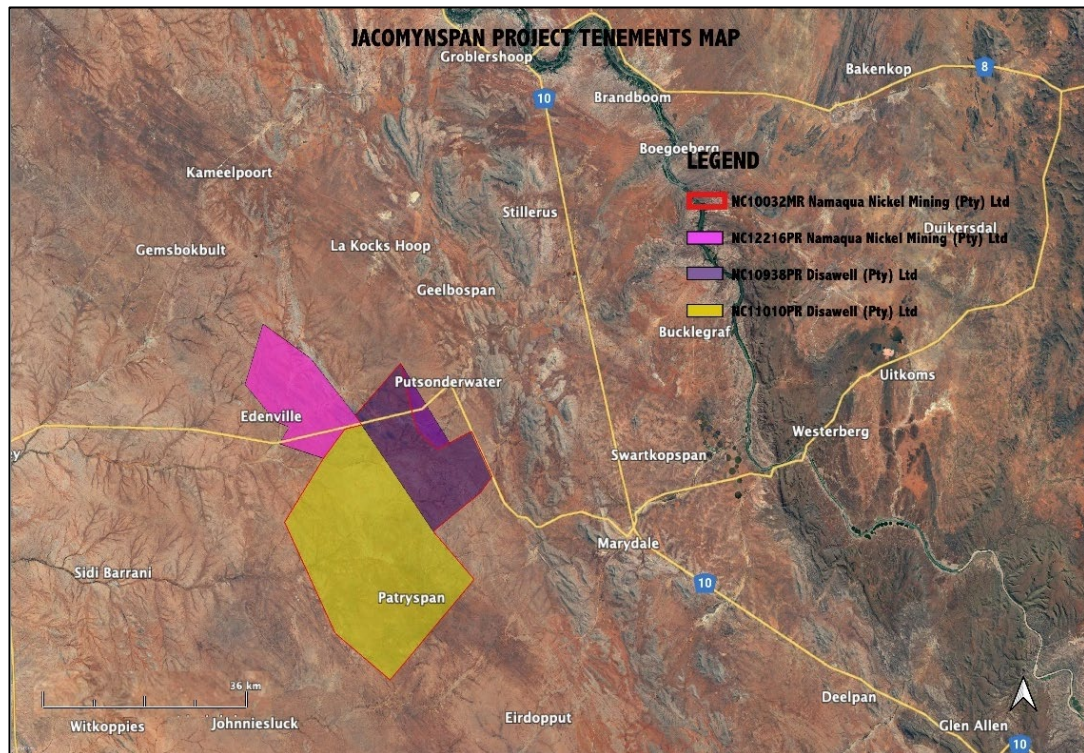 JACOMYNSPAN PROJECT TENEMENTS MAP
Groblershoop
Bakenkop
8
10
Brandboom
Boegoeberg
LEGEND
Kameelpoort
NC10032MR Namaqua Nickel Mining (Pty) Ltd
Stillerus
Duikersdal
NC12216PR Namaqua Nickel Mining (Pty) Ltd
Gemsbokbult
La Kocks Hoop
NC10938PR Disawell (Pty) Ltd
Geelbospan
NC11010PR Disawell (Pty) Ltd
Bucklegraf
Putsonderwater
Uitkoms
Edenville
Westerberg
ey
Swartkopspan
Marydale
Sidi Barrani
10
Patryspan
36 km
Deelpan
Witkoppies
Johnniesluck
Eirdopput
Glen Allen
10